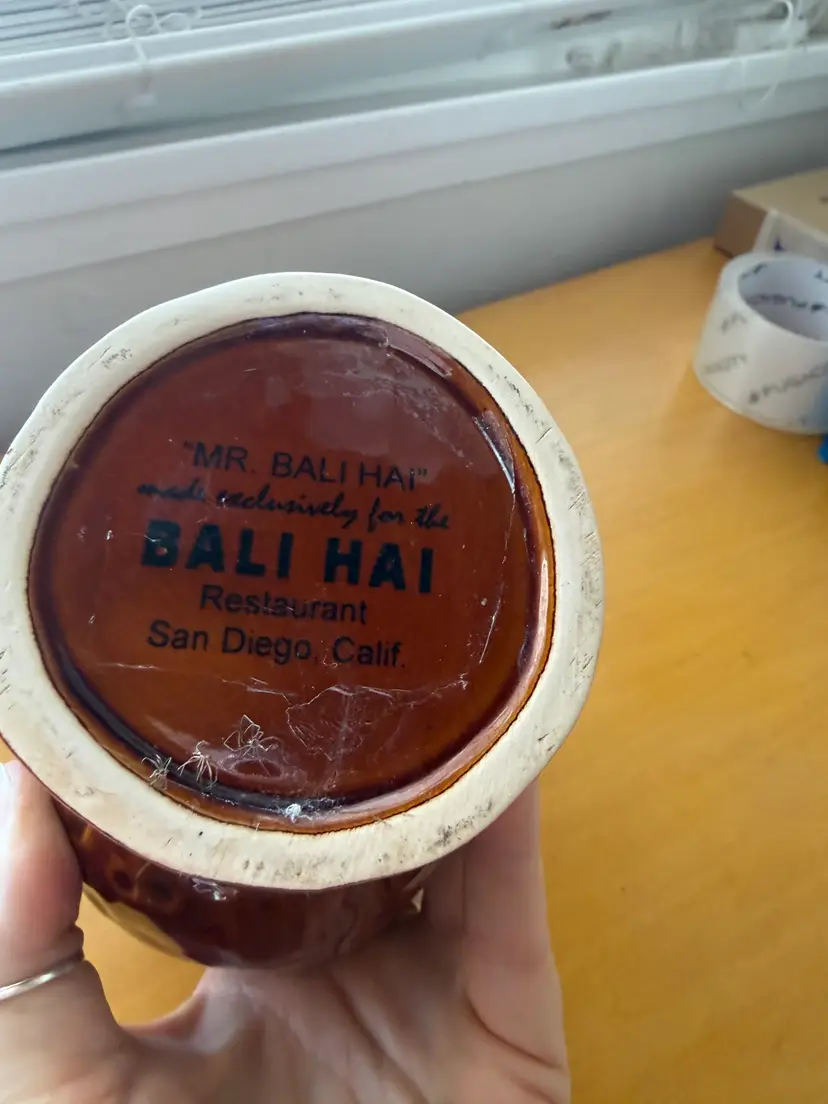 "MR. BALI HAI"
made exclusively for the
BALI HAI
Restaurant
San Diego, Calif.